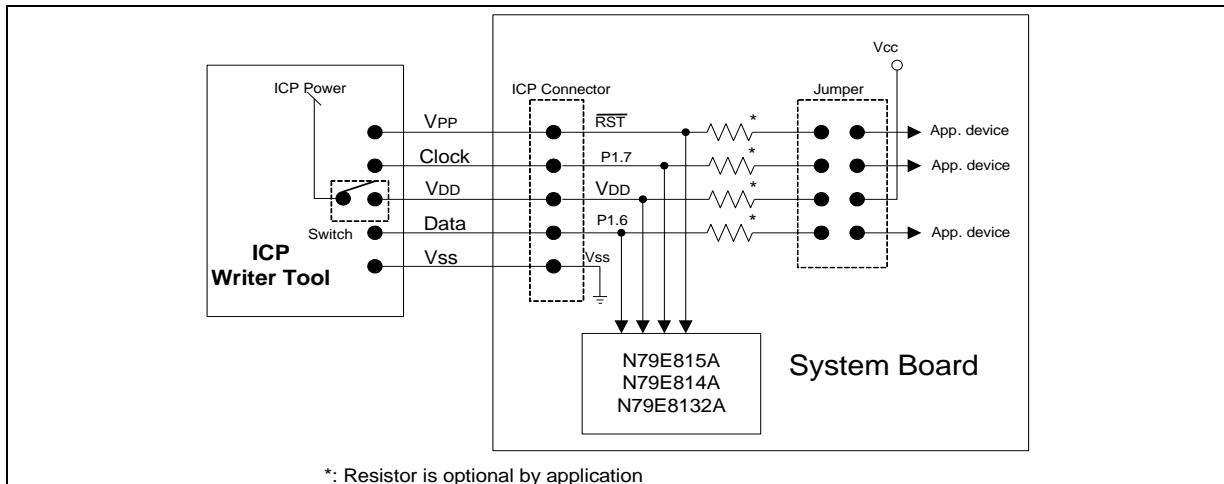 Vcc
ICP Power
ICP Connector
Jumper
VPP
RST
*
App. device
Clock
P1.7
*
App. device
VDD
VDD
*
Switch
Data
P1.6
*
App. device
ICP
Writer Tool
Vss
Vss
N79E815A
N79E814A
N79E8132A
System Board
*: Resistor is optional by application